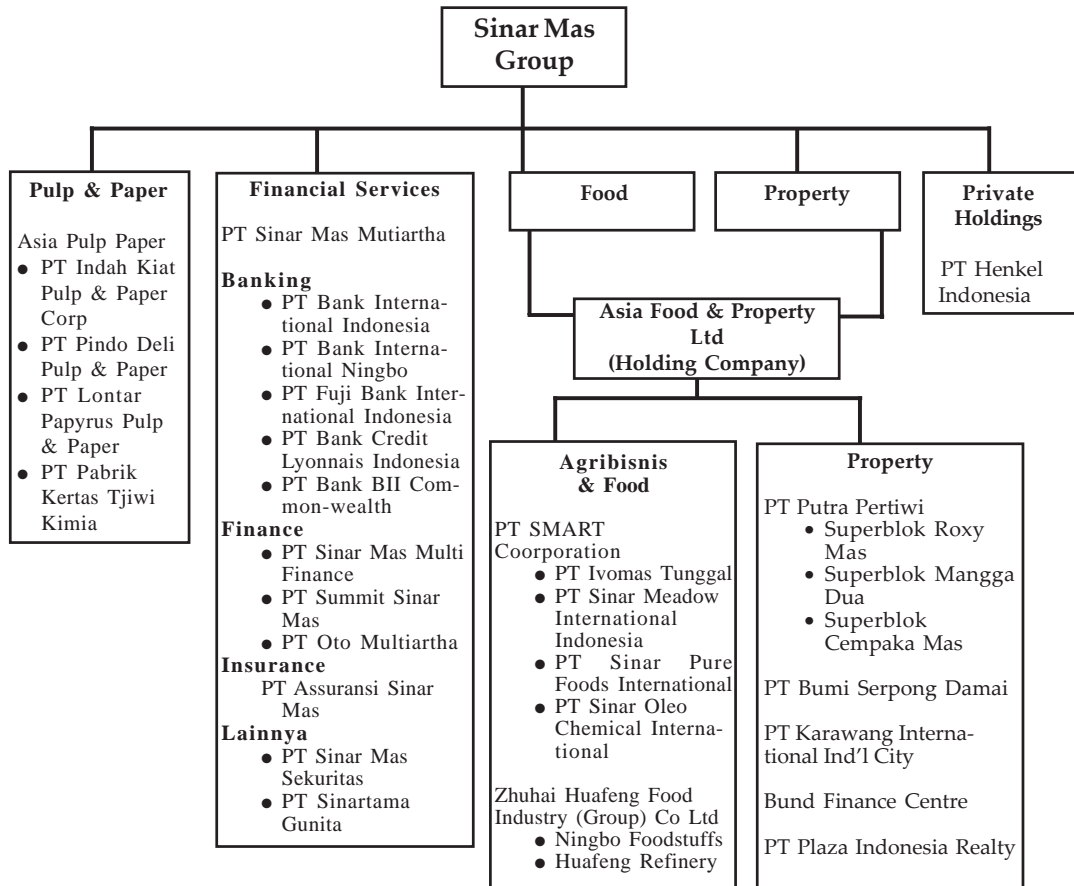 Sinar Mas
Group
Pulp & Paper
Asia Pulp Paper
● PT Indah Kiat
Pulp & Paper
Corp
● PT Pindo Deli
Pulp & Paper
● PT Lontar
Papyrus Pulp
& Paper
● PT Pabrik
Kertas Tjiwi
Kimia
Financial Services
PT Sinar Mas Mutiartha
Banking
● PT Bank Interna-
tional Indonesia
● PT Bank Interna-
tional Ningbo
● PT Fuji Bank Inter-
national Indonesia
● PT Bank Credit
Lyonnais Indonesia
● PT Bank BII Com-
mon-wealth
Finance
● PT Sinar Mas Multi
Finance
● PT Summit Sinar
Mas
● PT Oto Multiartha
Insurance
PT Assuransi Sinar
Mas
Lainnya
● PT Sinar Mas
Sekuritas
● PT Sinartama
Gunita
Food
Property
Private
Holdings
PT Henkel
Indonesia
Asia Food & Property
Ltd
(Holding Company)
Agribisnis
& Food
PT SMART
Coorporation
● PT Ivomas Tunggal
● PT Sinar Meadow
International
Indonesia
● PT Sinar Pure
Foods International
● PT Sinar Oleo
Chemical Interna-
tional
Zhuhai Huafeng Food
Industry (Group) Co Ltd
● Ningbo Foodstuffs
● Huafeng Refinery
Property
PT Putra Pertiwi
• Superblok Roxy
Mas
• Superblok Mangga
Dua
• Superblok
Cempaka Mas
PT Bumi Serpong Damai
PT Karawang Interna-
tional Ind'l City
Bund Finance Centre
PT Plaza Indonesia Realty